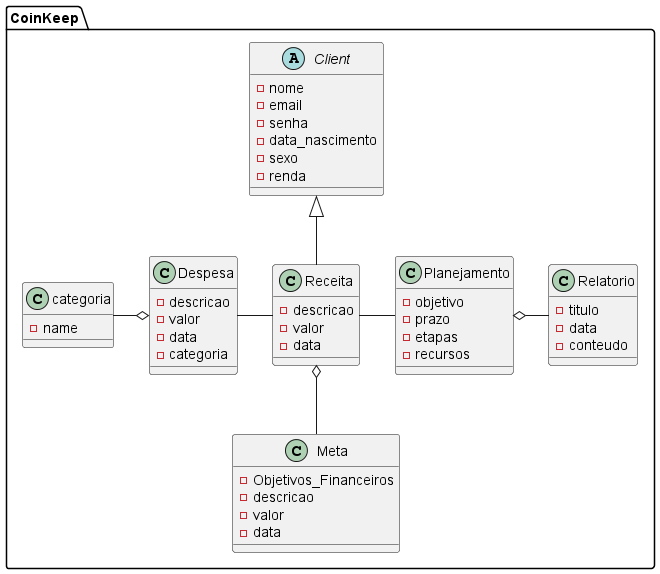 CoinKeep
A Client
nome
email
senha
data_nascimento
sexo
renda
C categoria
name
C Despesa
descricao
valor
data
categoria
C Receita
descricao
valor
data
C Planejamento
objetivo
prazo
etapas
recursos
C Relatorio
titulo
data
conteudo
C Meta
Objetivos_Financeiros
descricao
valor
data